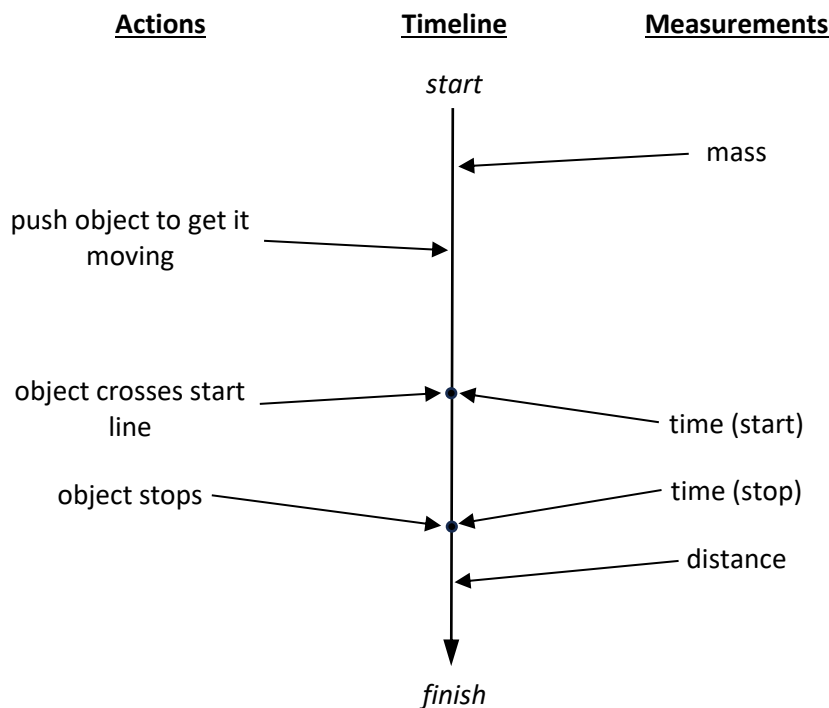 Actions Timeline Measurements
start
mass
push object to get it
moving
object crosses start
line
time (start)
object stops
time (stop)
distance
finish